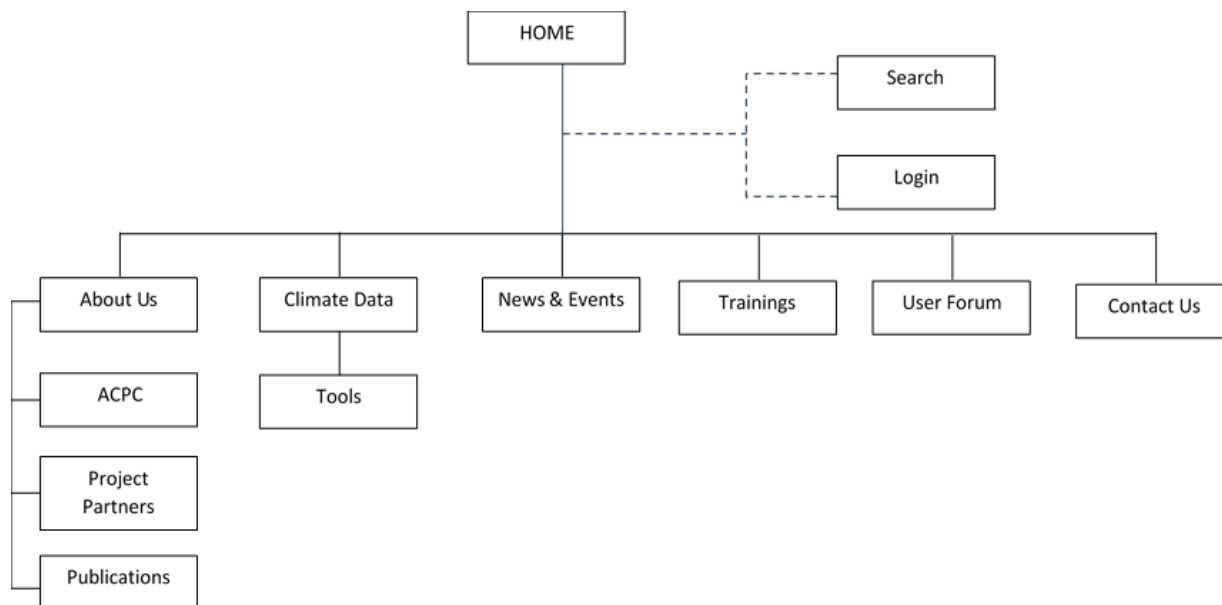 HOME
Search
Login
About Us
Climate Data
News & Events
Trainings
User Forum
Contact Us
ACPC
Tools
Project
Partners
Publications